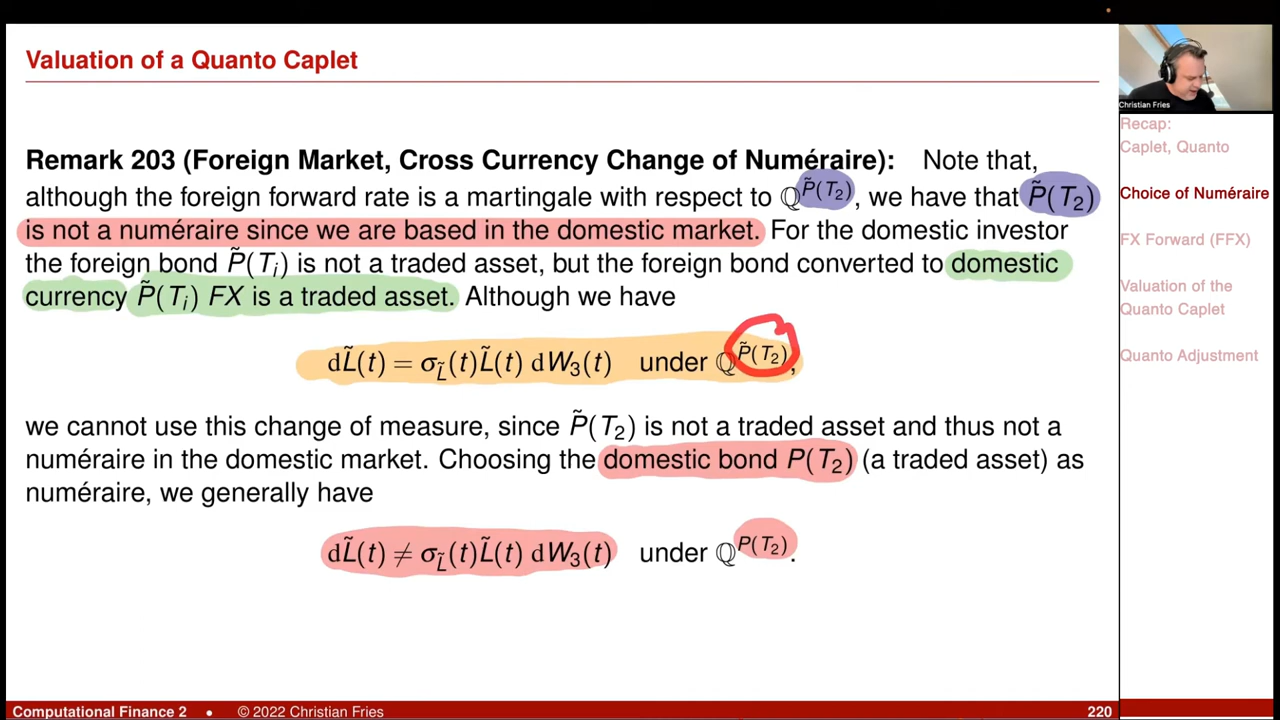 Valuation of a Quanto Caplet
Christian Fries
Recap:
Caplet, Quanto
Choice of Numéraire
FX Forward (FFX)
Valuation of the
Quanto Caplet
Quanto Adjustment
Remark 203 (Foreign Market, Cross Currency Change of Numéraire): Note that,
although the foreign forward rate is a martingale with respect to ℚ^P̃(T₂), we have that P̃(T₂)
is not a numéraire since we are based in the domestic market. For the domestic investor
the foreign bond P̃(Tᵢ) is not a traded asset, but the foreign bond converted to domestic
currency P̃(Tᵢ) FX is a traded asset. Although we have
dL̃(t) = σ_L̃(t)L̃(t) dW₃(t) under ℚ^P̃(T₂),
we cannot use this change of measure, since P̃(T₂) is not a traded asset and thus not a
numéraire in the domestic market. Choosing the domestic bond P(T₂) (a traded asset) as
numéraire, we generally have
dL̃(t) ≠ σ_L̃(t)L̃(t) dW₃(t) under ℚ^P(T₂).
Computational Finance 2 • © 2022 Christian Fries 220